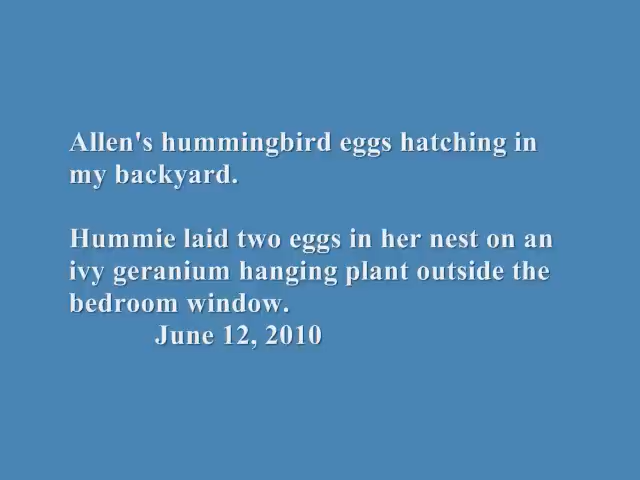 Allen's hummingbird eggs hatching in
my backyard.
Hummie laid two eggs in her nest on an
ivy geranium hanging plant outside the
bedroom window.
June 12, 2010